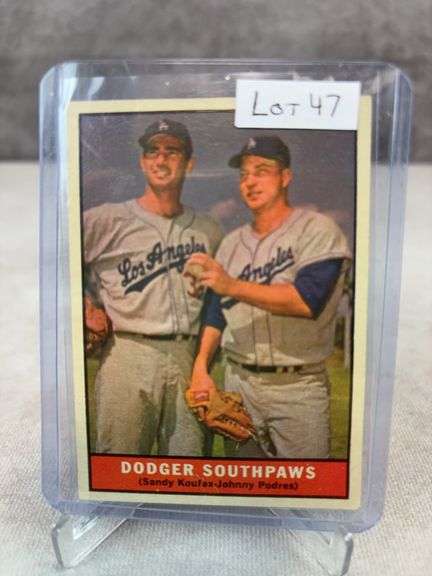 LOT 47
Los Angeles
Angeles
DODGER SOUTHPAWS
(Sandy Koufax-Johnny Podres)